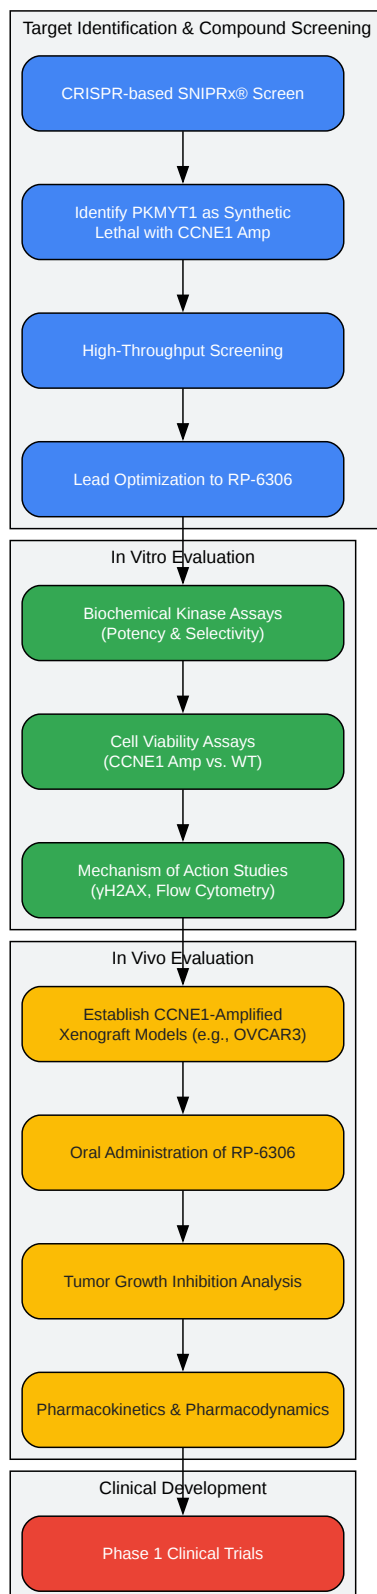 Target Identification & Compound Screening
CRISPR-based SNIPRx® Screen
Identify PKMYT1 as Synthetic
Lethal with CCNE1 Amp
High-Throughput Screening
Lead Optimization to RP-6306
In Vitro Evaluation
Biochemical Kinase Assays
(Potency & Selectivity)
Cell Viability Assays
(CCNE1 Amp vs. WT)
Mechanism of Action Studies
(γH2AX, Flow Cytometry)
In Vivo Evaluation
Establish CCNE1-Amplified
Xenograft Models (e.g., OVCAR3)
Oral Administration of RP-6306
Tumor Growth Inhibition Analysis
Pharmacokinetics & Pharmacodynamics
Clinical Development
Phase 1 Clinical Trials